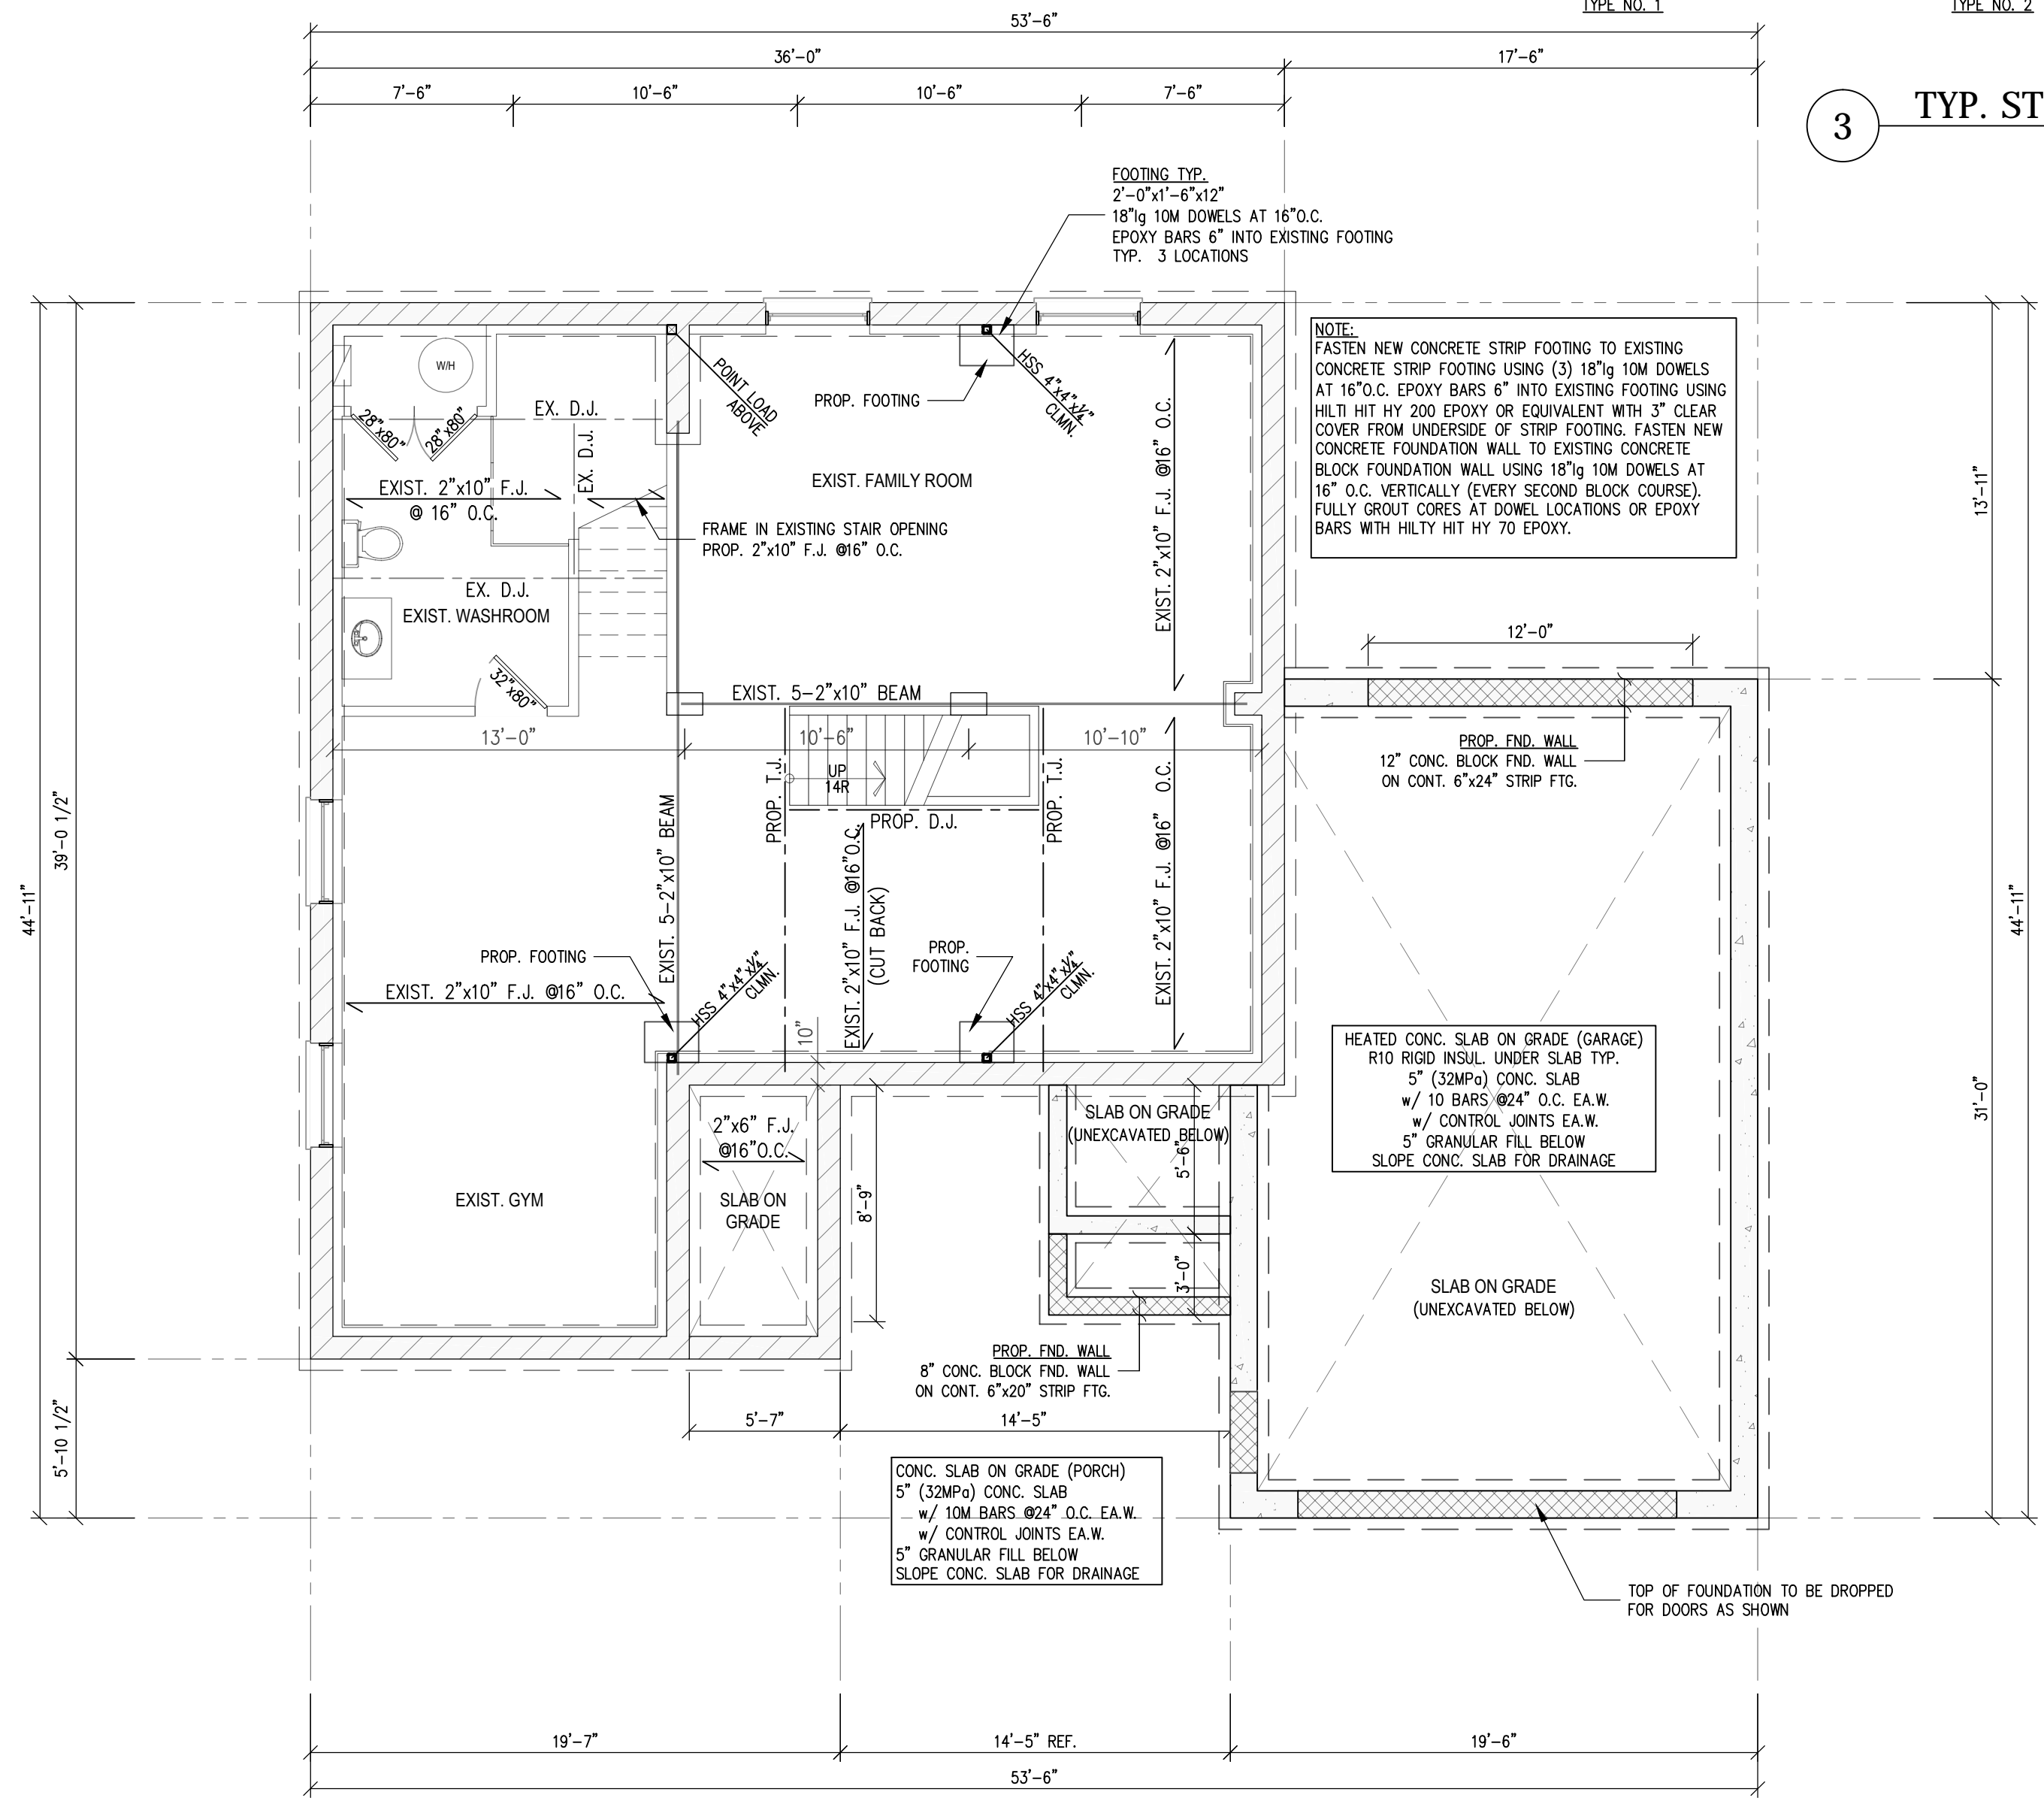 TYPE NO. 1
TYPE NO. 2
53'-6"
36'-0"
17'-6"
7'-6"
10'-6"
10'-6"
7'-6"
3
TYP. ST
FOOTING TYP.
2'-0"x1'-6"x12"
18"lg 10M DOWELS AT 16"O.C.
EPOXY BARS 6" INTO EXISTING FOOTING
TYP. 3 LOCATIONS
NOTE:
FASTEN NEW CONCRETE STRIP FOOTING TO EXISTING
CONCRETE STRIP FOOTING USING (3) 18"lg 10M DOWELS
AT 16"O.C. EPOXY BARS 6" INTO EXISTING FOOTING USING
HILTI HIT HY 200 EPOXY OR EQUIVALENT WITH 3" CLEAR
COVER FROM UNDERSIDE OF STRIP FOOTING. FASTEN NEW
CONCRETE FOUNDATION WALL TO EXISTING CONCRETE
BLOCK FOUNDATION WALL USING 18"lg 10M DOWELS AT
16" O.C. VERTICALLY (EVERY SECOND BLOCK COURSE).
FULLY GROUT CORES AT DOWEL LOCATIONS OR EPOXY
BARS WITH HILTY HIT HY 70 EPOXY.
W/H
28"x80"
28"x80"
EX. D.J.
EX. D.J.
POINT LOAD
ABOVE
PROP. FOOTING
HSS 4"x4"x¼"
CLMN.
EXIST. 2"x10" F.J. @16" O.C.
EXIST. FAMILY ROOM
EXIST. 2"x10" F.J.
@ 16" O.C.
FRAME IN EXISTING STAIR OPENING
PROP. 2"x10" F.J. @16" O.C.
EX. D.J.
EXIST. WASHROOM
32"x80"
EXIST. 5-2"x10" BEAM
13'-0"
10'-6"
10'-10"
12'-0"
13'-11"
PROP. FND. WALL
12" CONC. BLOCK FND. WALL
ON CONT. 6"x24" STRIP FTG.
UP
14R
PROP. T.J.
PROP. T.J.
PROP. D.J.
39'-0 1/2"
44'-11"
44'-11"
EXIST. 5-2"x10" BEAM
EXIST. 2"x10" F.J. @16"O.C.
(CUT BACK)
EXIST. 2"x10" F.J. @16" O.C.
PROP. FOOTING
PROP.
FOOTING
HSS 4"x4"x¼"
CLMN.
HSS 4"x4"x¼"
CLMN.
EXIST. 2"x10" F.J. @16" O.C.
10"
HEATED CONC. SLAB ON GRADE (GARAGE)
R10 RIGID INSUL. UNDER SLAB TYP.
5" (32MPa) CONC. SLAB
w/ 10 BARS @24" O.C. EA.W.
w/ CONTROL JOINTS EA.W.
5" GRANULAR FILL BELOW
SLOPE CONC. SLAB FOR DRAINAGE
31'-0"
SLAB ON GRADE
(UNEXCAVATED BELOW)
2"x6" F.J.
@16"O.C.
5'-6"
8'-9"
EXIST. GYM
SLAB ON
GRADE
3'-0"
SLAB ON GRADE
(UNEXCAVATED BELOW)
PROP. FND. WALL
8" CONC. BLOCK FND. WALL
ON CONT. 6"x20" STRIP FTG.
5'-10 1/2"
5'-7"
14'-5"
CONC. SLAB ON GRADE (PORCH)
5" (32MPa) CONC. SLAB
w/ 10M BARS @24" O.C. EA.W.
w/ CONTROL JOINTS EA.W.
5" GRANULAR FILL BELOW
SLOPE CONC. SLAB FOR DRAINAGE
TOP OF FOUNDATION TO BE DROPPED
FOR DOORS AS SHOWN
19'-7"
14'-5" REF.
19'-6"
53'-6"